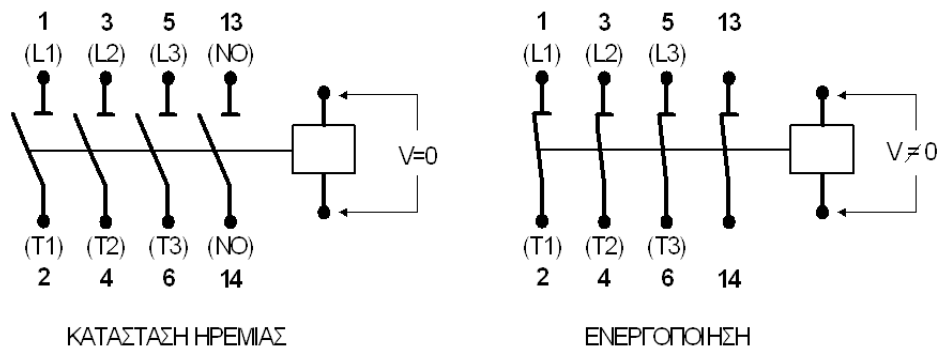 1 3 5 13
(L1) (L2) (L3) (NO)
V=0
(T1) (T2) (T3) (NO)
2 4 6 14
ΚΑΤΑΣΤΑΣΗ ΗΡΕΜΙΑΣ
1 3 5 13
(L1) (L2) (L3)
V ≠ 0
(T1) (T2) (T3)
2 4 6 14
ΕΝΕΡΓΟΠΟΙΗΣΗ